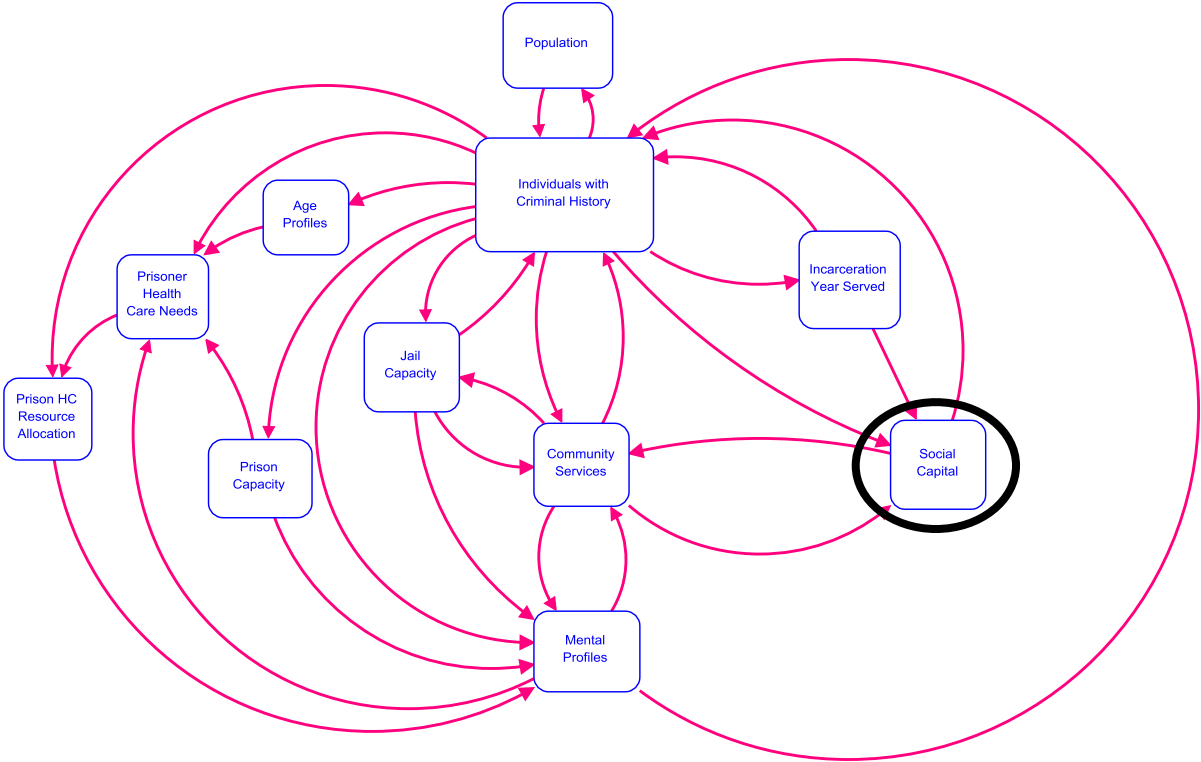 Population
Individuals with
Criminal History
Age
Profiles
Incarceration
Year Served
Prisoner
Health
Care Needs
Jail
Capacity
Prison HC
Resource
Allocation
Prison
Capacity
Community
Services
Social
Capital
Mental
Profiles